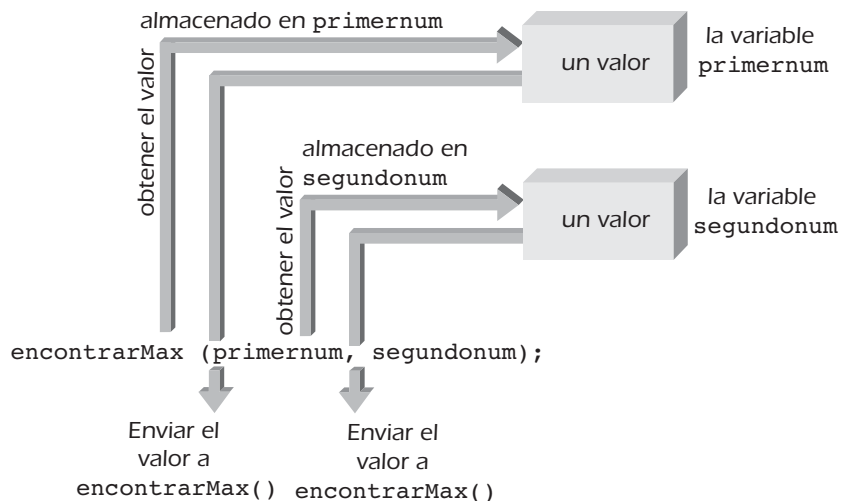 almacenado en primernum
obtener el valor
un valor
la variable
primernum
almacenado en
segundonum
obtener el valor
un valor
la variable
segundonum
encontrarMax (primernum, segundonum);
Enviar el
valor a
encontrarMax()
Enviar el
valor a
encontrarMax()